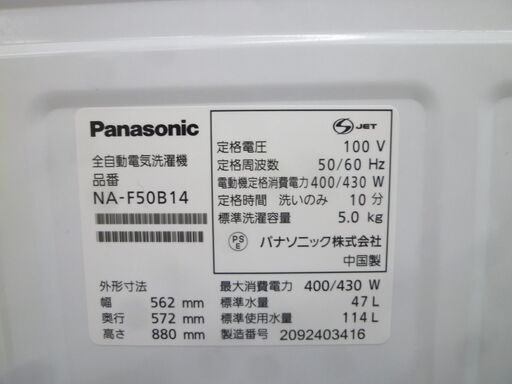 Panasonic
全自動電気洗濯機
品番
NA-F50B14
S JET
定格電圧 100 V
定格周波数 50/60 Hz
電動機定格消費電力 400/430 W
定格時間 洗いのみ 10 分
標準洗濯容量 5.0 kg
PS E パナソニック株式会社
中国製
外形寸法
幅 562 mm
奥行 572 mm
高さ 880 mm
最大消費電力 400/430 W
標準水量 47 L
標準使用水量 114 L
製造番号 2092403416